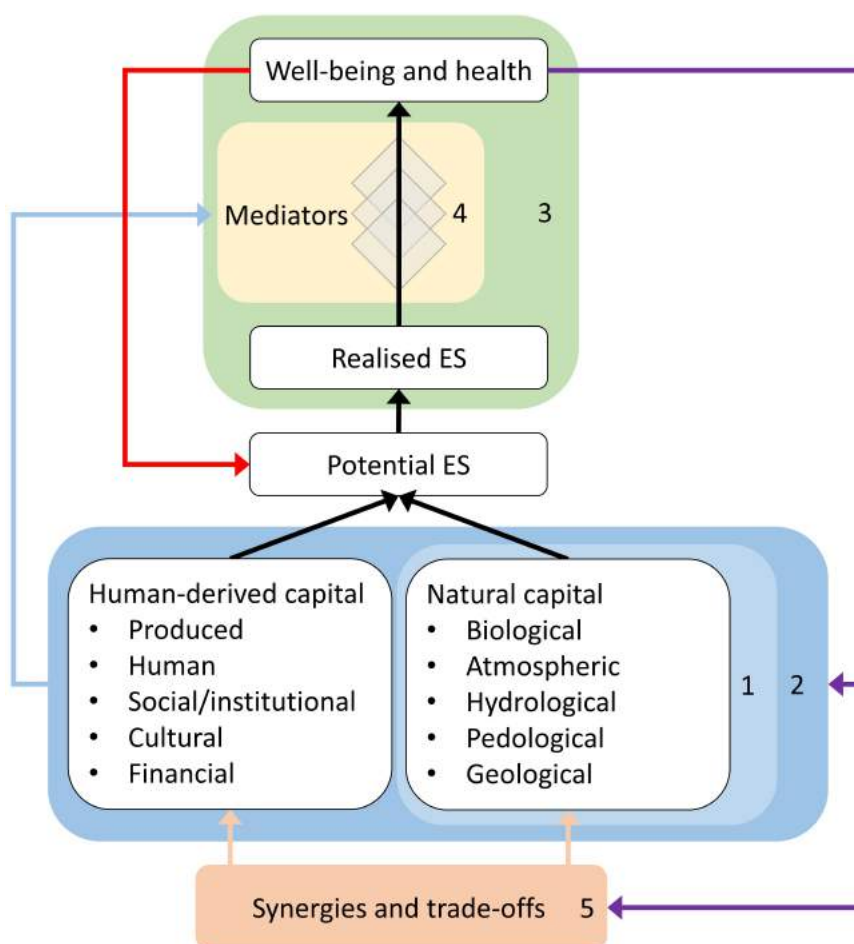 Well-being and health
Mediators
4
3
Realised ES
Potential ES
Human-derived capital
• Produced
• Human
• Social/institutional
• Cultural
• Financial
Natural capital
• Biological
• Atmospheric
• Hydrological
• Pedological
• Geological
1
2
Synergies and trade-offs 5